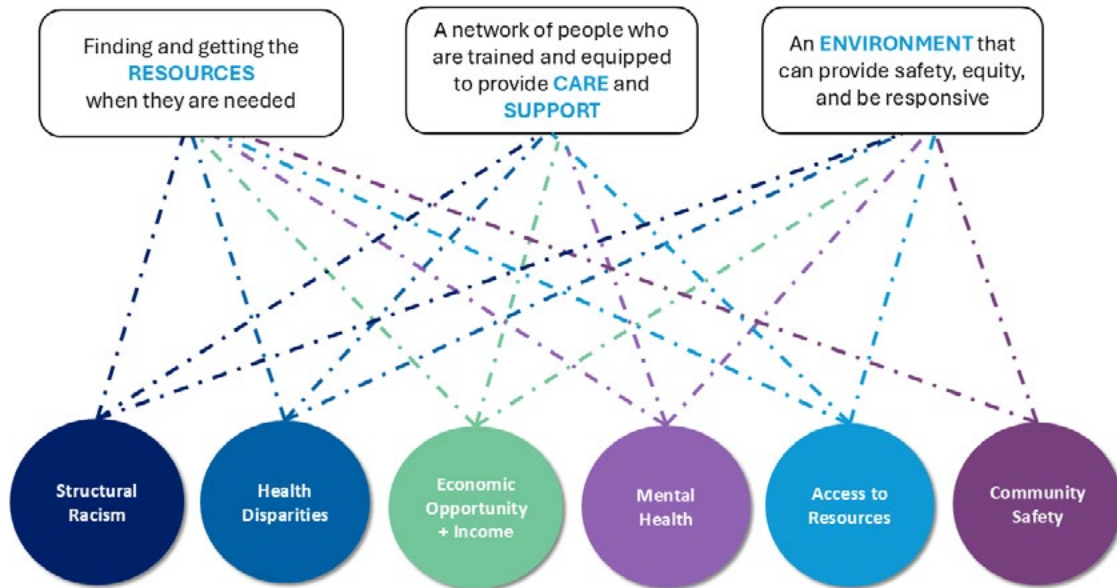 Finding and getting the
RESOURCES
when they are needed
A network of people who
are trained and equipped
to provide CARE and
SUPPORT
An ENVIRONMENT that
can provide safety, equity,
and be responsive
Structural
Racism
Health
Disparities
Economic
Opportunity
+ Income
Mental
Health
Access to
Resources
Community
Safety